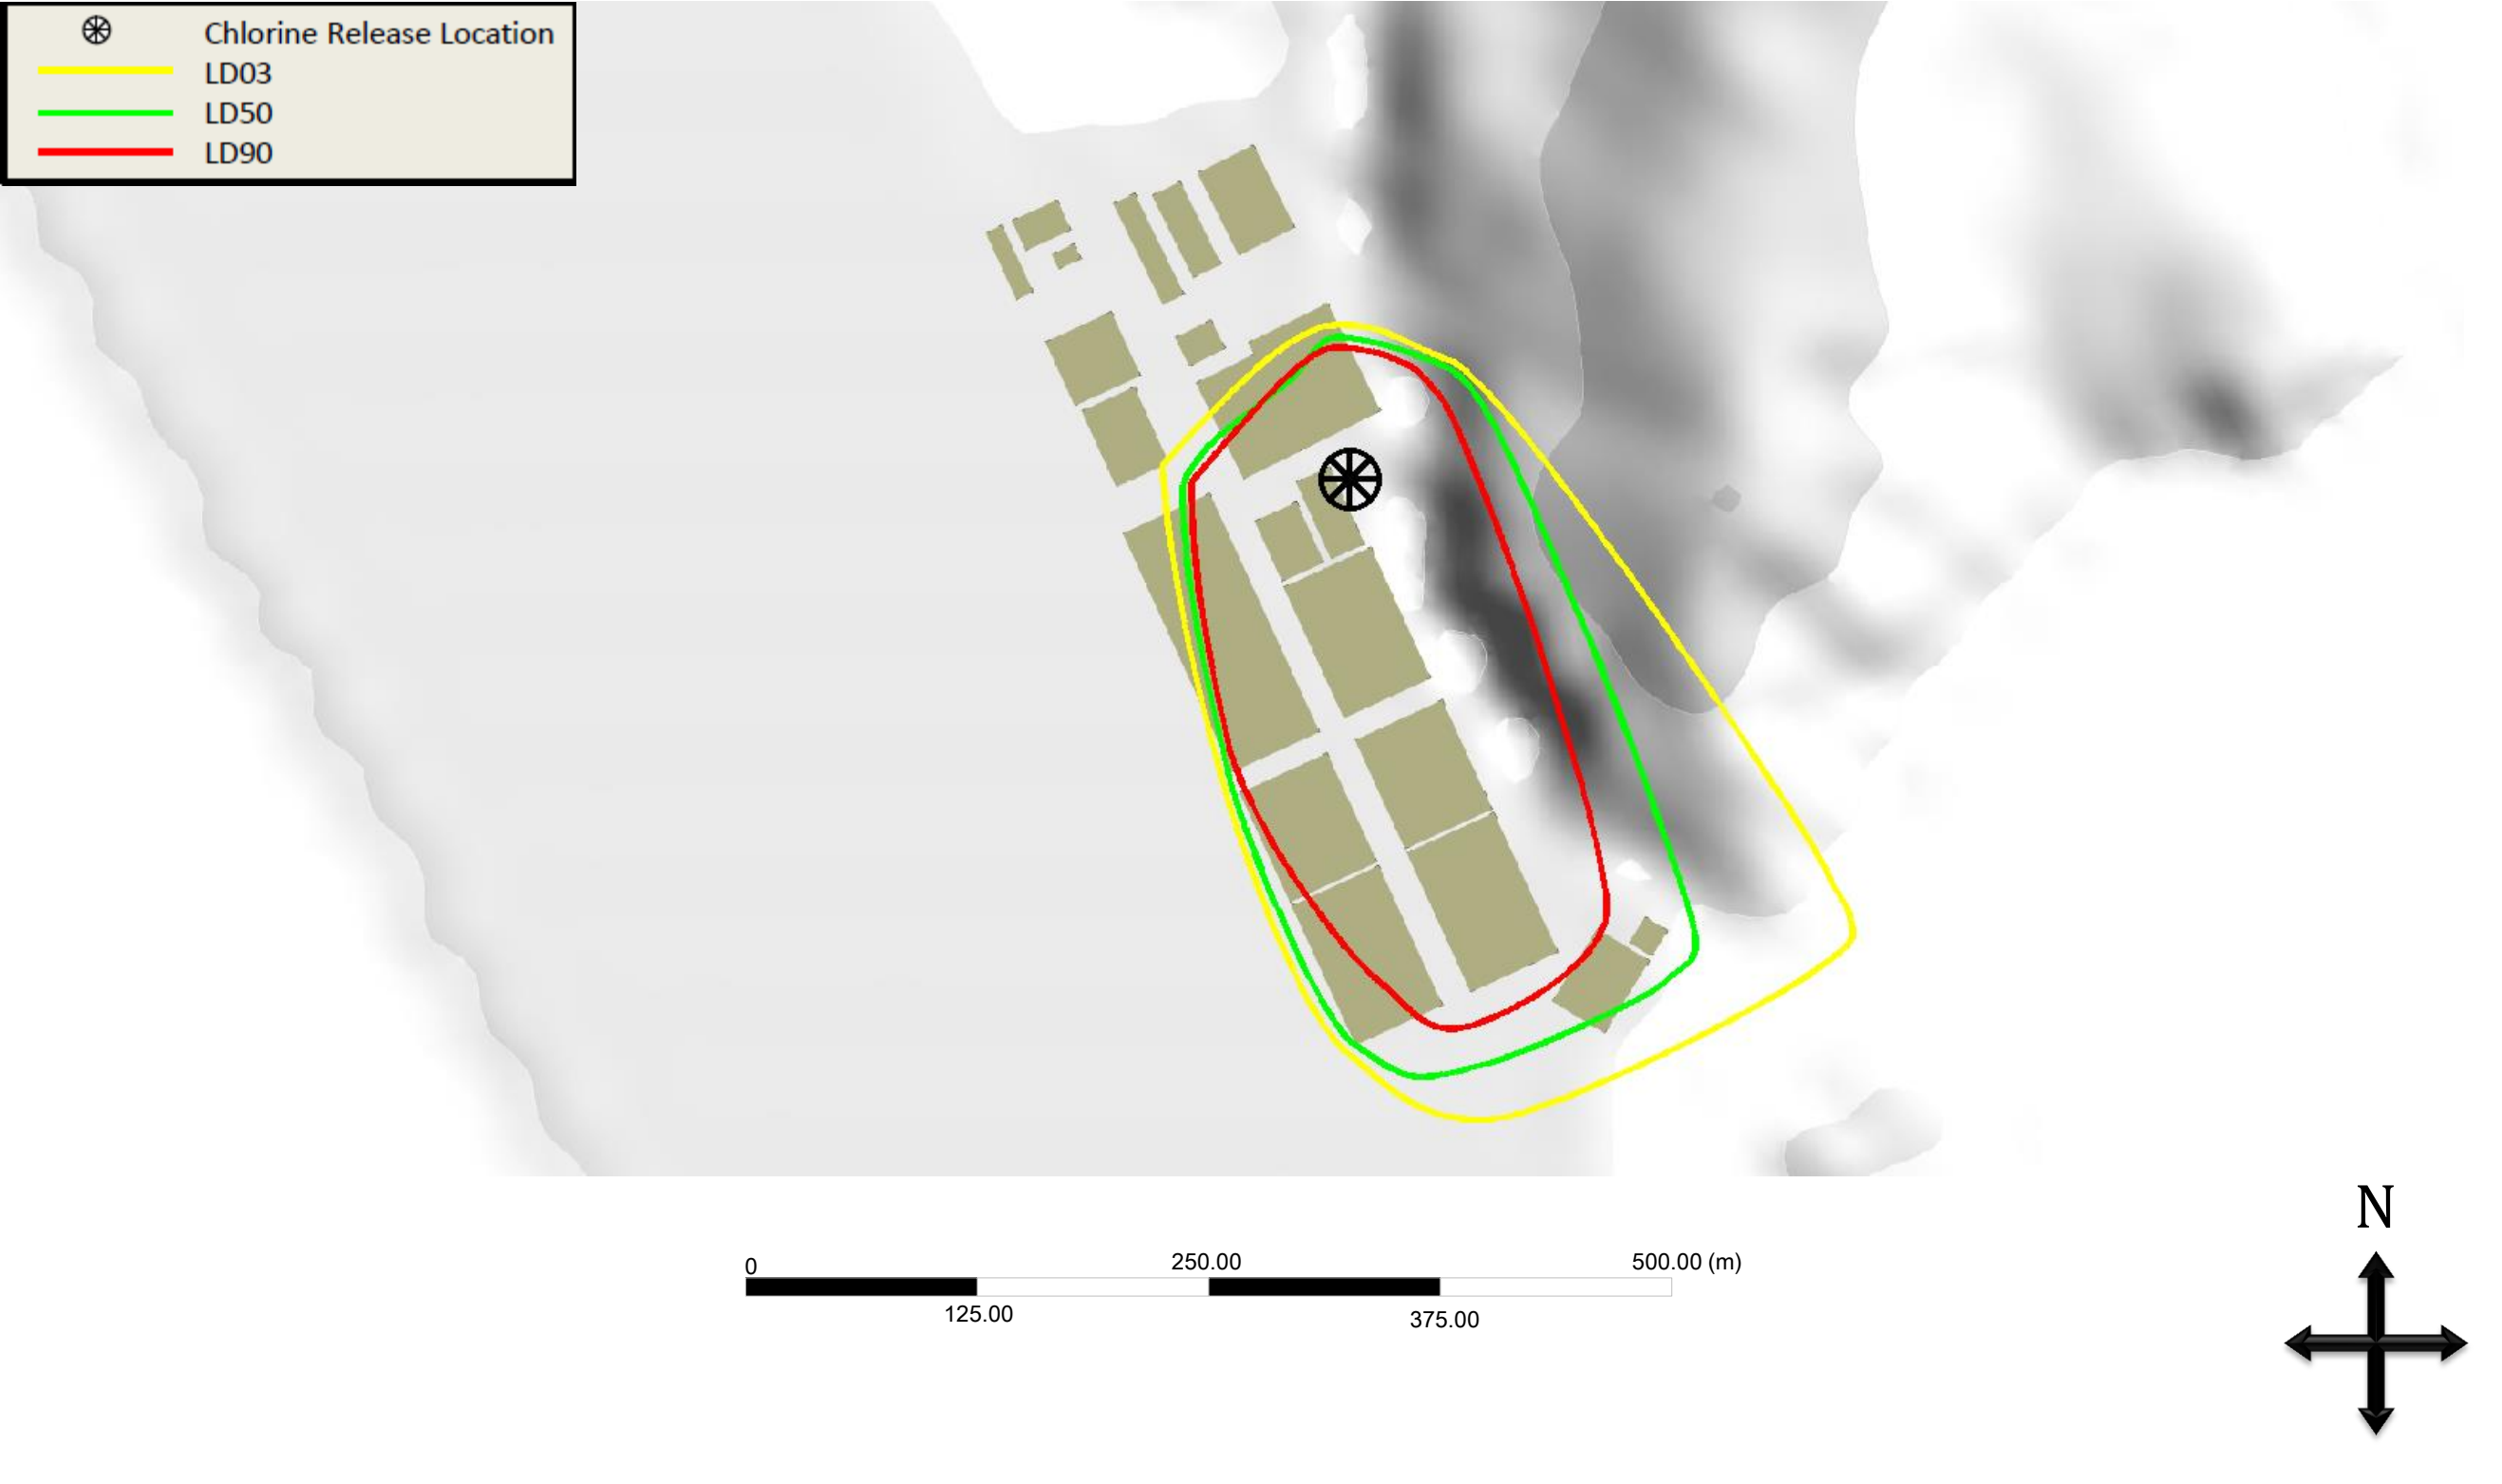 Chlorine Release Location
LD03
LD50
LD90
N
0
250.00
500.00 (m)
125.00
375.00